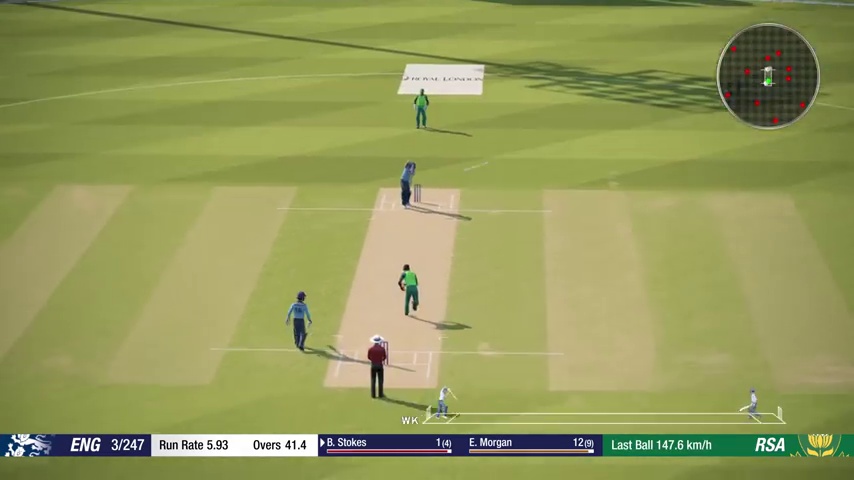 ROYAL LONDON
WK
ENG 3/247 Run Rate 5.93 Overs 41.4 B. Stokes 1(4) E. Morgan 12(9) Last Ball 147.6 km/h RSA